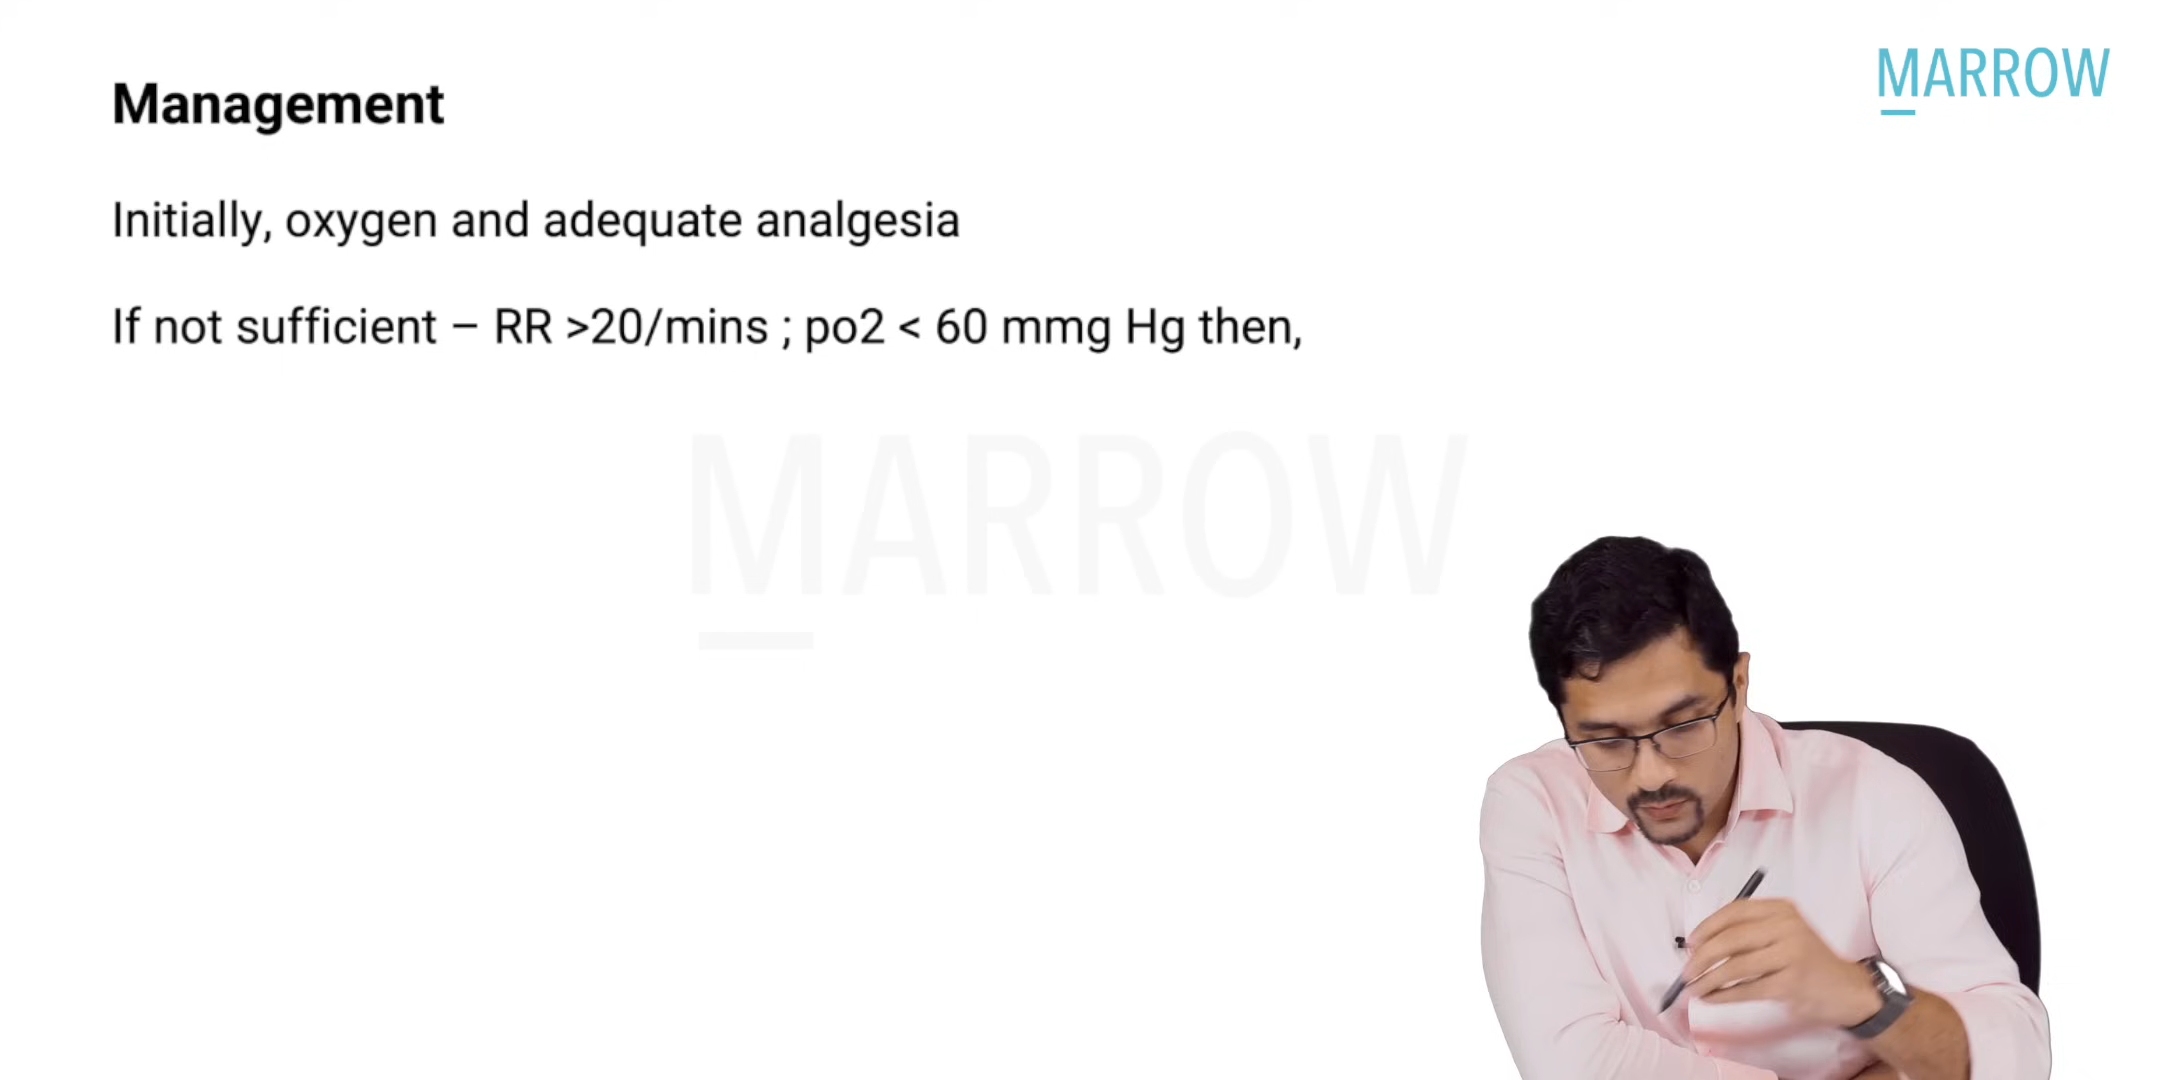 MARROW
Management
Initially, oxygen and adequate analgesia
If not sufficient – RR >20/mins ; po2 < 60 mmg Hg then,
MARROW